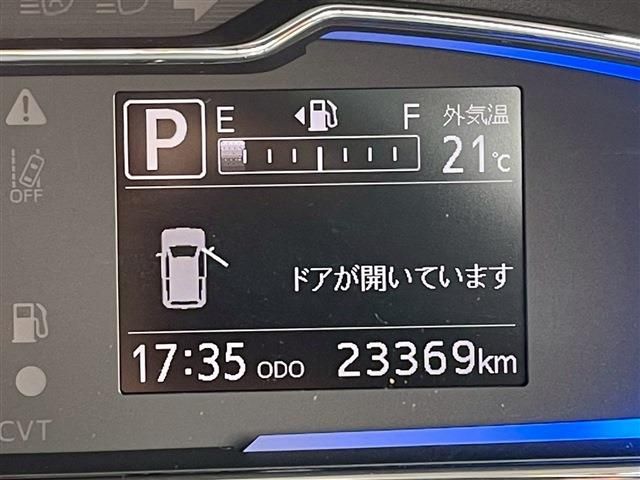 P E F 外気温
21℃
OFF
ドアが開いています
17:35 ODO 23369km
CVT